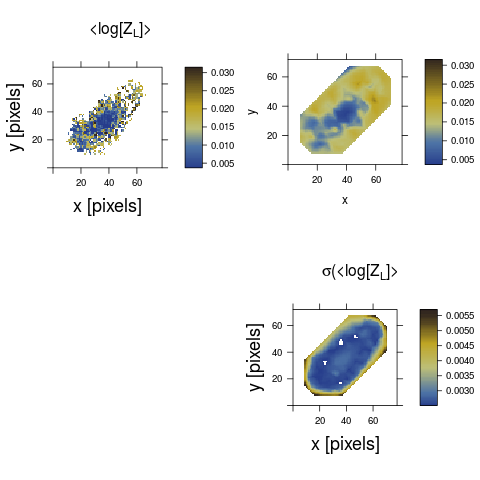 <log[Z_L]>
60
40
20
y [pixels]
20 40 60
x [pixels]
0.030
0.025
0.020
0.015
0.010
0.005
60
40
20
y
20 40 60
x
0.030
0.025
0.020
0.015
0.010
0.005
σ(<log[Z_L]>
60
40
20
y [pixels]
20 40 60
x [pixels]
0.0055
0.0050
0.0045
0.0040
0.0035
0.0030